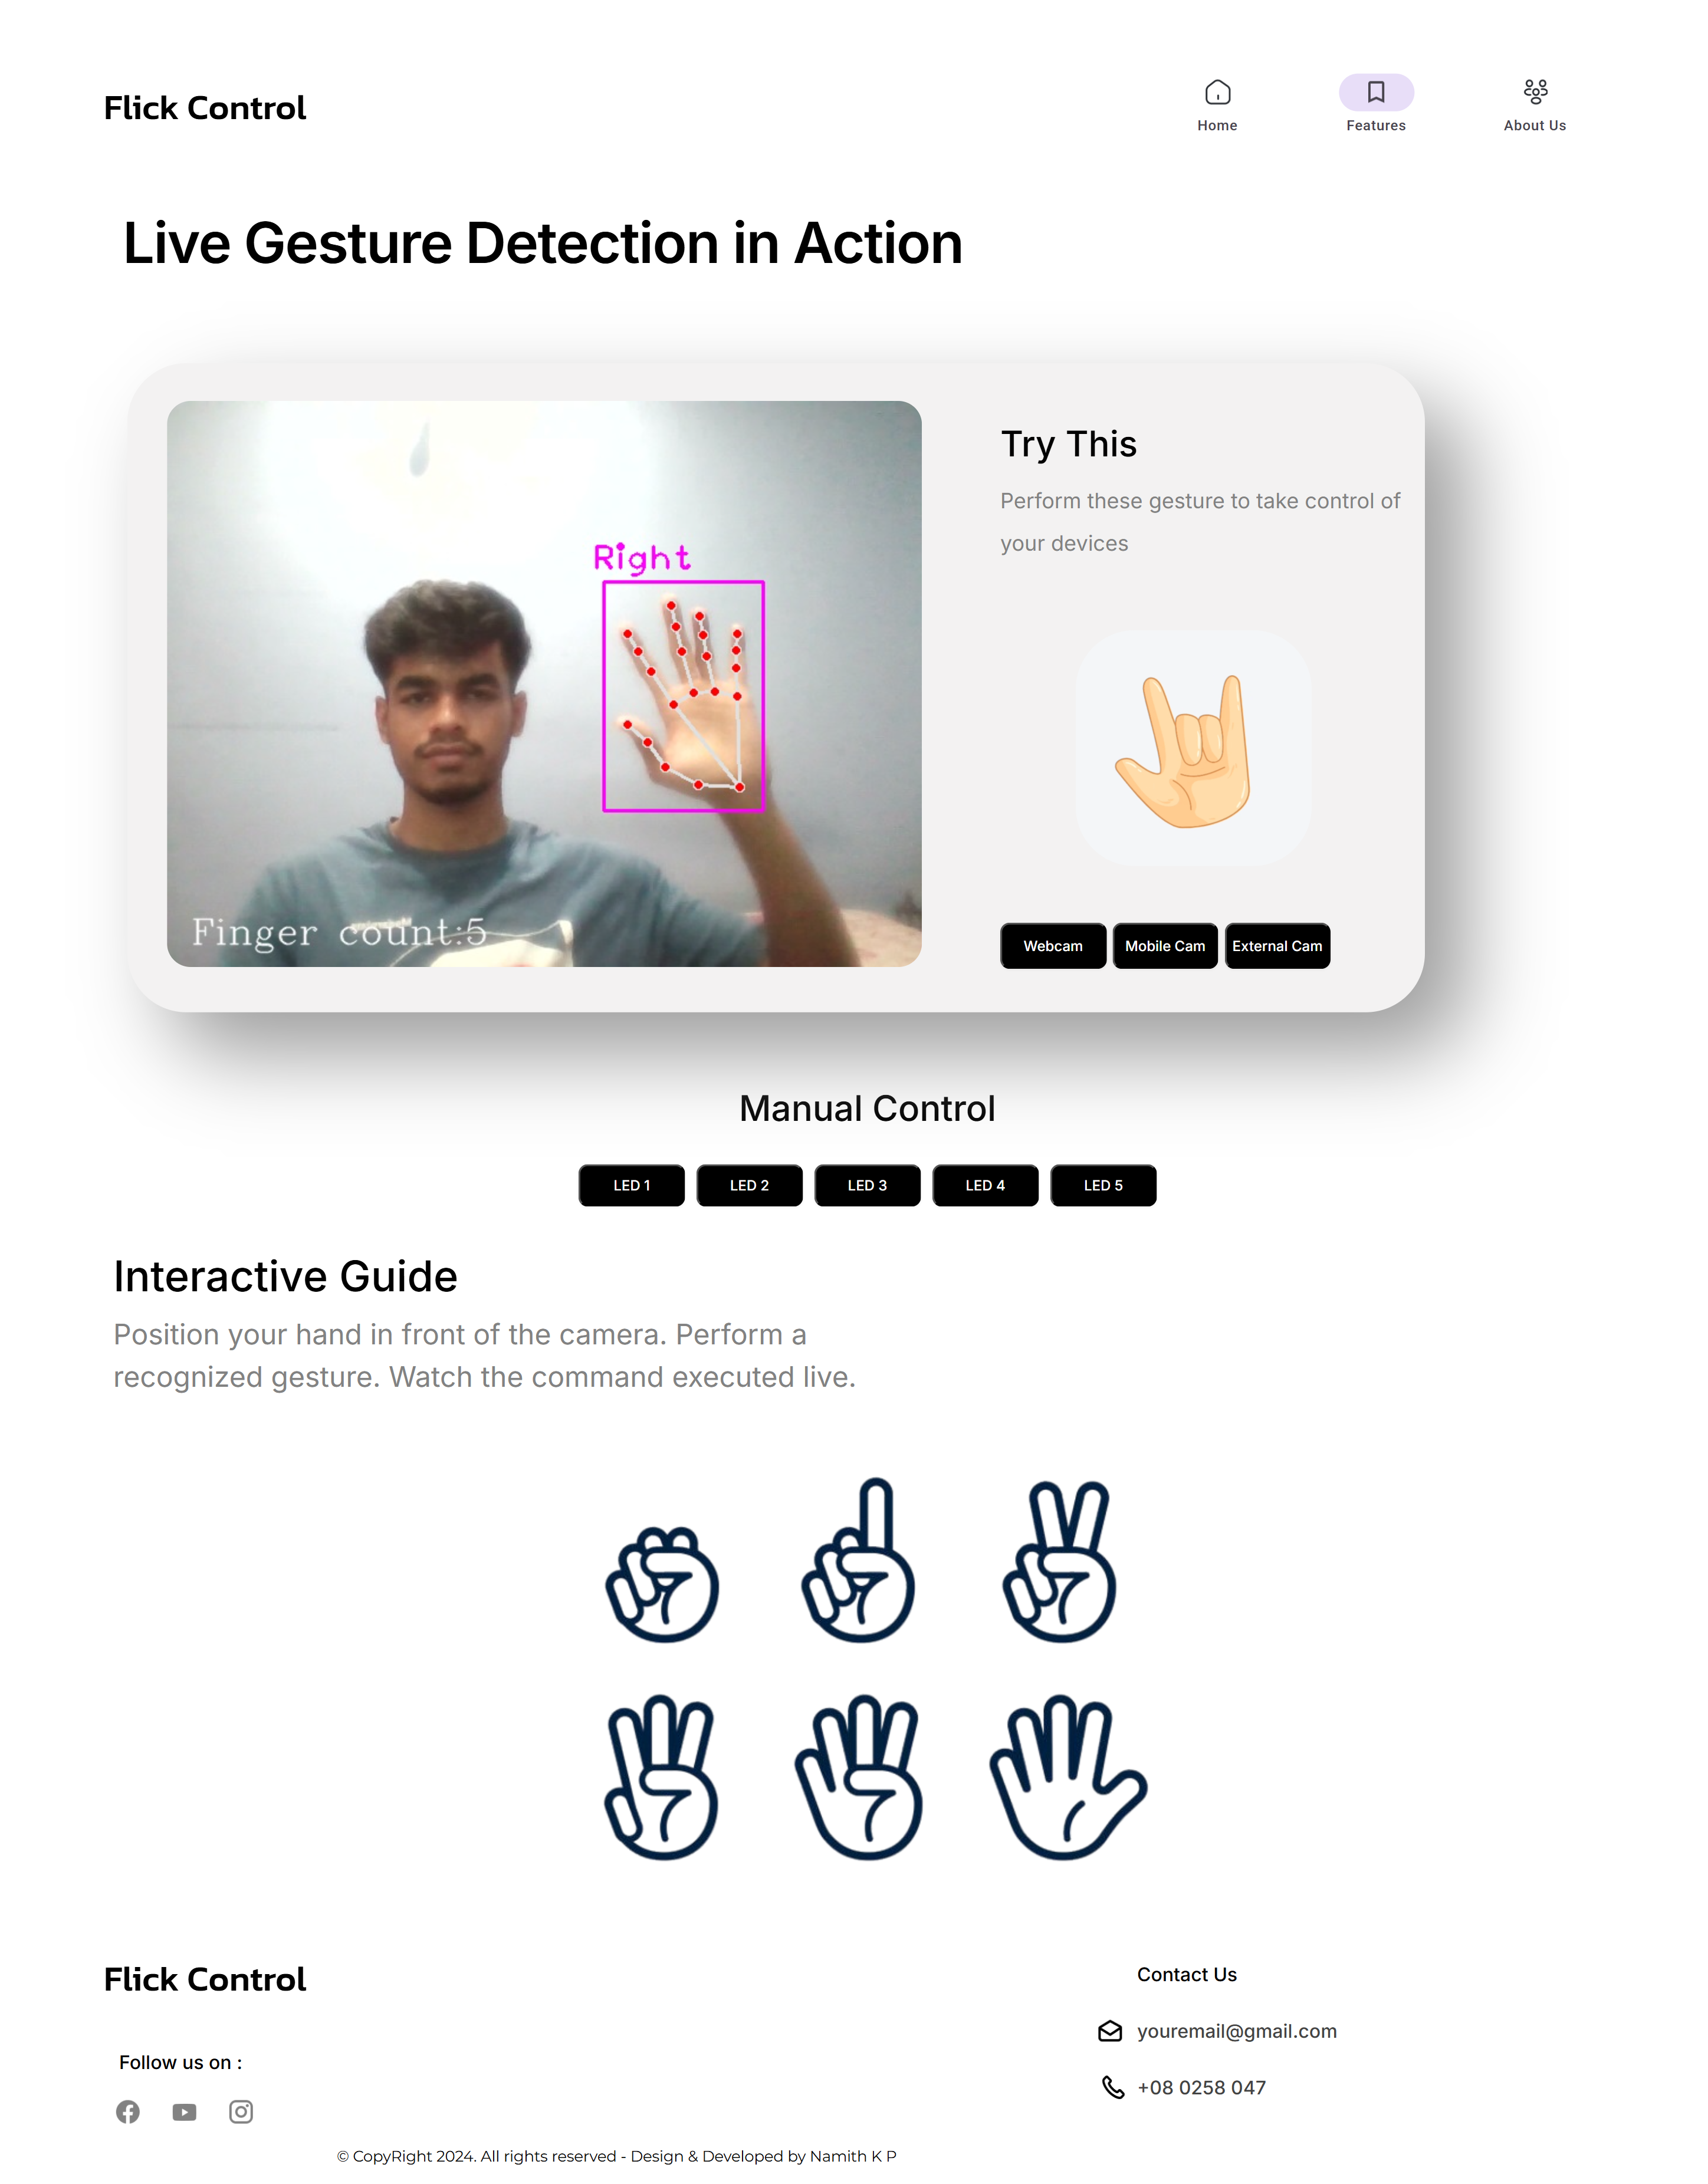 Flick Control
Home
Features
About Us
Live Gesture Detection in Action
Right
Finger count:5
Try This
Perform these gesture to take control of
your devices
Webcam
Mobile Cam
External Cam
Manual Control
LED 1
LED 2
LED 3
LED 4
LED 5
Interactive Guide
Position your hand in front of the camera. Perform a
recognized gesture. Watch the command executed live.
Flick Control
Follow us on :
Contact Us
youremail@gmail.com
+08 0258 047
© CopyRight 2024. All rights reserved - Design & Developed by Namith K P